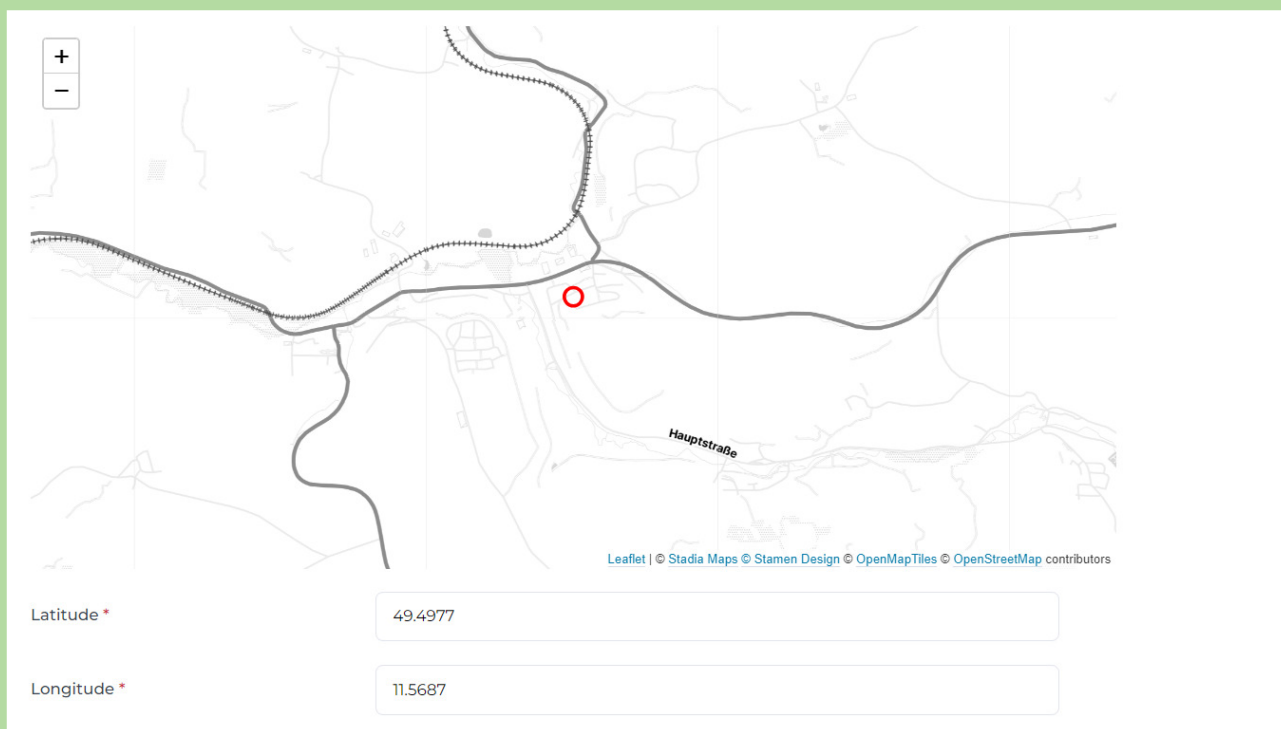 +
−
Hauptstraße
Leaflet | © Stadia Maps © Stamen Design © OpenMapTiles © OpenStreetMap contributors
Latitude * 49.4977
Longitude * 11.5687